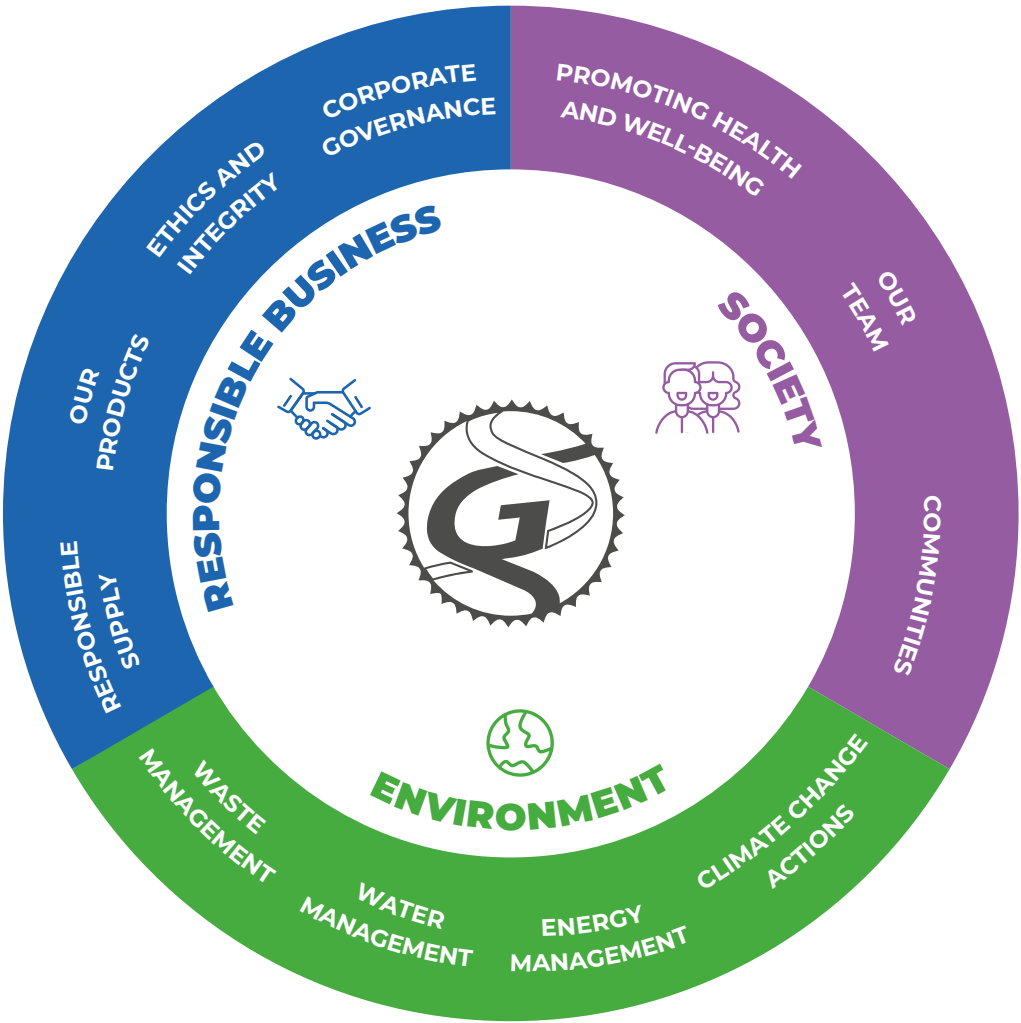 CORPORATE
GOVERNANCE
ETHICS AND
INTEGRITY
OUR
PRODUCTS
RESPONSIBLE
SUPPLY
RESPONSIBLE BUSINESS
PROMOTING HEALTH
AND WELL-BEING
OUR
TEAM
COMMUNITIES
SOCIETY
G
ENVIRONMENT
WASTE
MANAGEMENT
WATER
MANAGEMENT
ENERGY
MANAGEMENT
CLIMATE CHANGE
ACTIONS